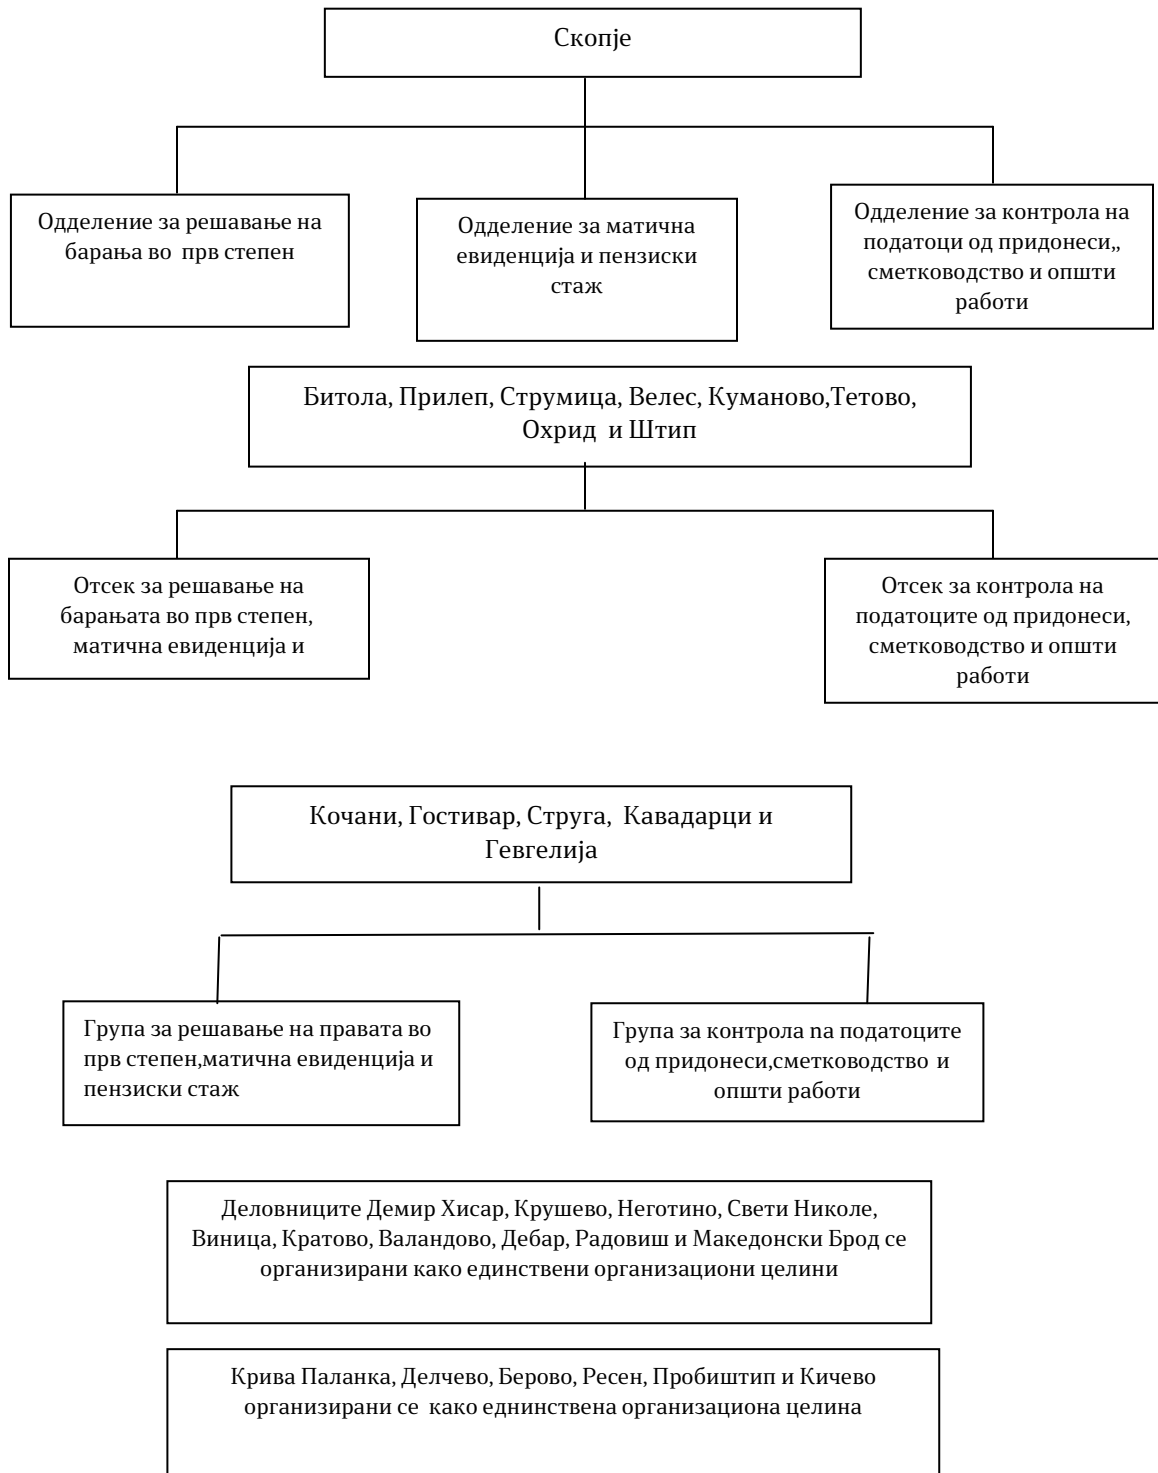 Скопје
Одделение за решавање на
барања во прв степен
Одделение за матична
евиденција и пензиски
стаж
Одделение за контрола на
податоци од придонеси,,
сметководство и општи
работи
Битола, Прилеп, Струмица, Велес, Куманово,Тетово,
Охрид и Штип
Отсек за решавање на
барањата во прв степен,
матична евиденција и
Отсек за контрола на
податоците од придонеси,
сметководство и општи
работи
Кочани, Гостивар, Струга, Кавадарци и
Гевгелија
Група за решавање на правата во
прв степен,матична евиденција и
пензиски стаж
Група за контрола na податоците
од придонеси,сметководство и
општи работи
Деловниците Демир Хисар, Крушево, Неготино, Свети Николе,
Виница, Кратово, Валандово, Дебар, Радовиш и Македонски Брод се
организирани како единствени организациони целини
Крива Паланка, Делчево, Берово, Ресен, Пробиштип и Кичево
организирани се како еднинствена организациона целина